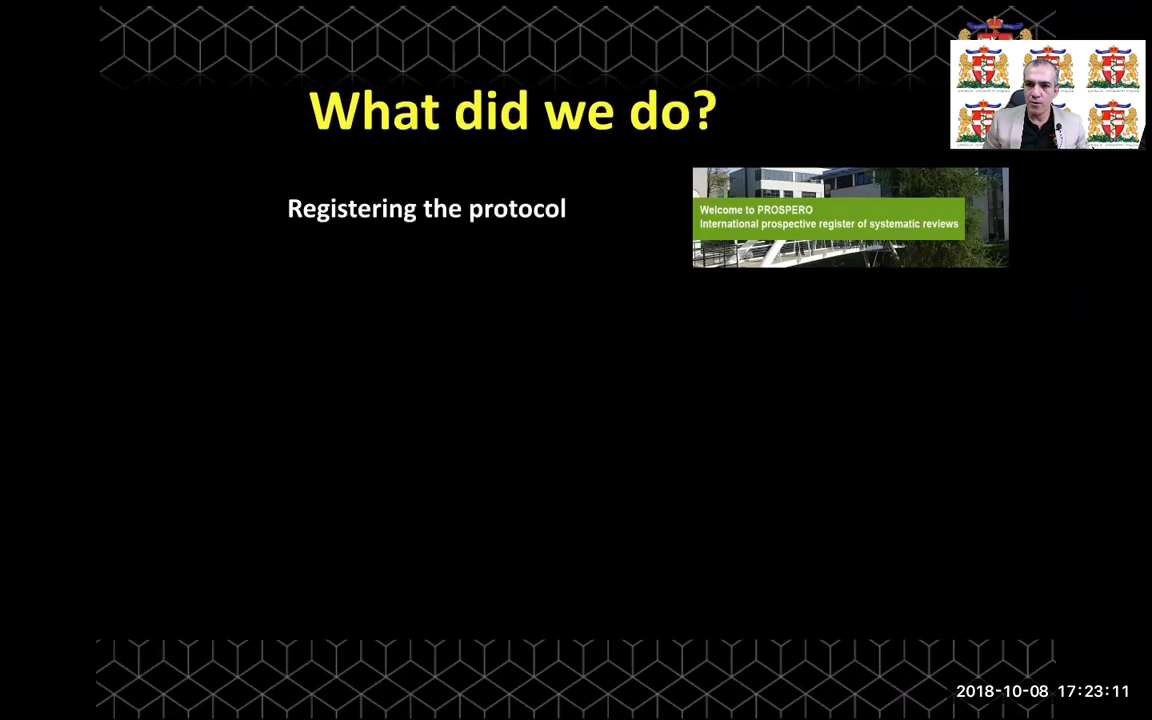 What did we do?
Registering the protocol
Welcome to PROSPERO
International prospective register of systematic reviews
2018-10-08 17:23:11